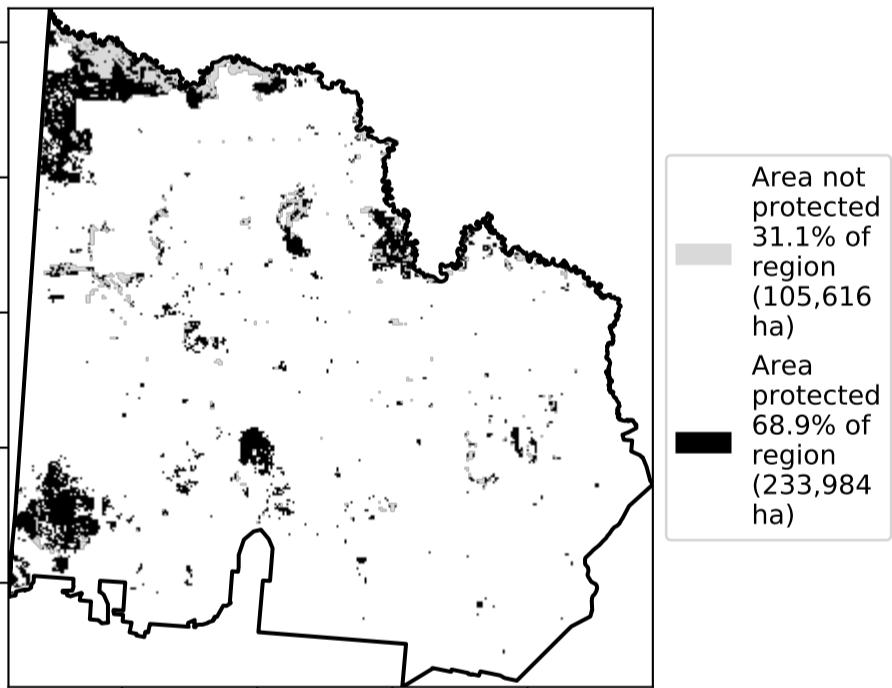 Area not
protected
31.1% of
region
(105,616
ha)
Area
protected
68.9% of
region
(233,984
ha)